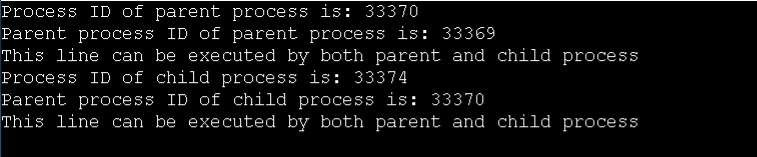 Process ID of parent process is: 33370
Parent process ID of parent process is: 33369
This line can be executed by both parent and child process
Process ID of child process is: 33374
Parent process ID of child process is: 33370
This line can be executed by both parent and child process